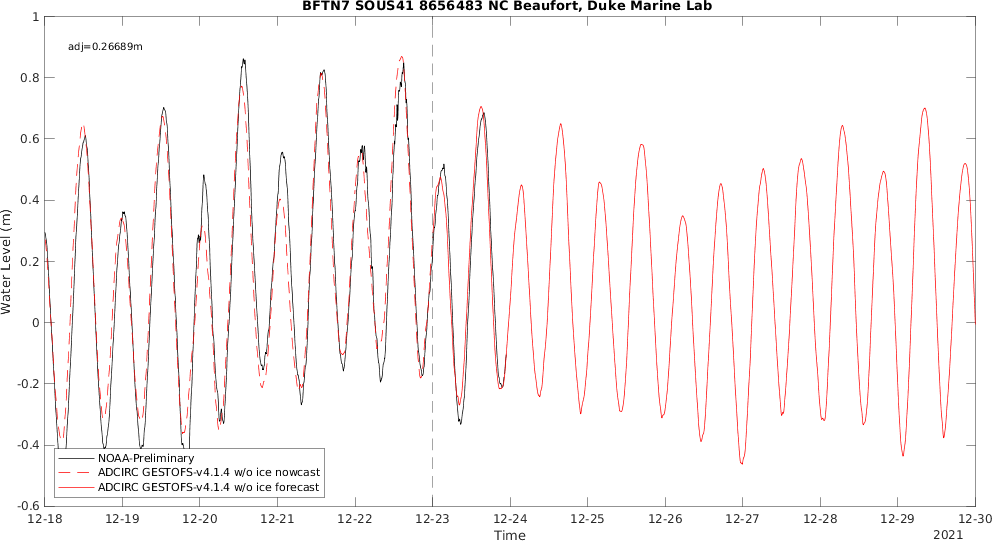 BFTN7 SOUS41 8656483 NC Beaufort, Duke Marine Lab
adj=0.26689m
1
0.8
0.6
0.4
0.2
0
-0.2
-0.4
-0.6
Water Level (m)
NOAA-Preliminary
ADCIRC GESTOFS-v4.1.4 w/o ice nowcast
ADCIRC GESTOFS-v4.1.4 w/o ice forecast
12-18 12-19 12-20 12-21 12-22 12-23 12-24 12-25 12-26 12-27 12-28 12-29 12-30
Time
2021